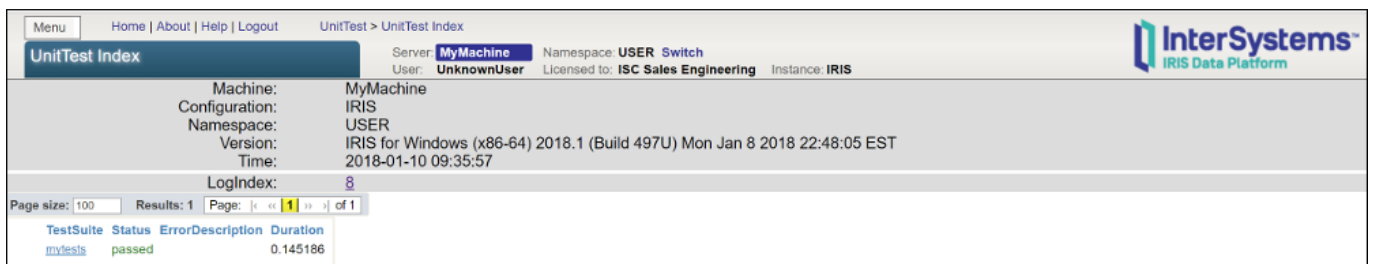 Menu Home | About | Help | Logout UnitTest > UnitTest Index
InterSystems™
IRIS Data Platform
UnitTest Index
Server: MyMachine Namespace: USER Switch
User: UnknownUser Licensed to: ISC Sales Engineering Instance: IRIS
Machine: MyMachine
Configuration: IRIS
Namespace: USER
Version: IRIS for Windows (x86-64) 2018.1 (Build 497U) Mon Jan 8 2018 22:48:05 EST
Time: 2018-01-10 09:35:57
LogIndex: 8
Page size: 100 Results: 1 Page: |‹ «‹ 1 »› ›| of 1
TestSuite Status ErrorDescription Duration
mytests passed 0.145186